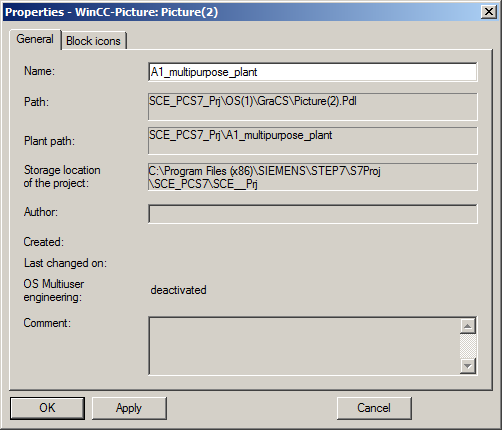 Properties - WinCC-Picture: Picture(2)
General
Block icons
Name:
A1_multipurpose_plant
Path:
SCE_PCS7_Prj\OS(1)\GraCS\Picture(2).Pdl
Plant path:
SCE_PCS7_Prj\A1_multipurpose_plant
Storage location
of the project:
C:\Program Files (x86)\SIEMENS\STEP7\S7Proj
\SCE_PCS7\SCE__Prj
Author:
Created:
Last changed on:
OS Multiuser
engineering:
deactivated
Comment:
OK
Apply
Cancel